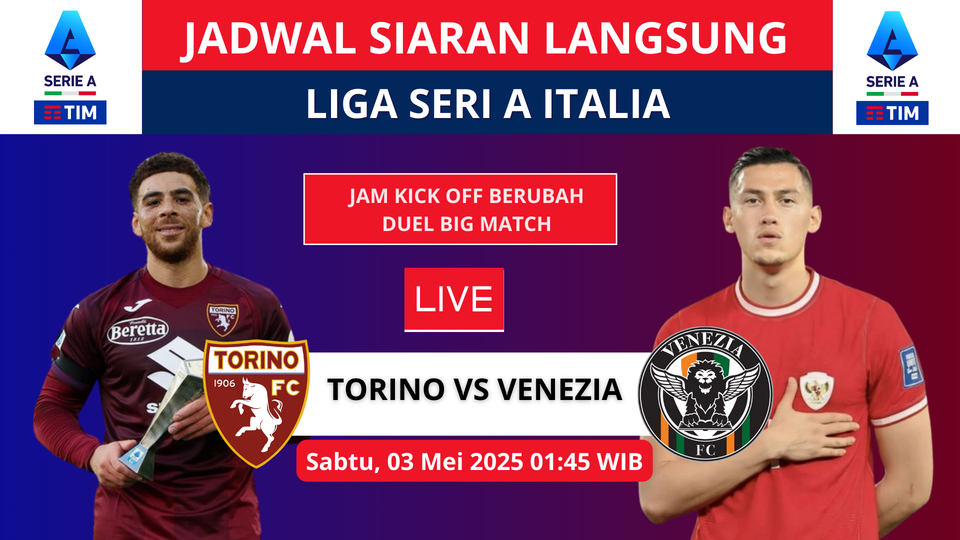 JADWAL SIARAN LANGSUNG
LIGA SERI A ITALIA
SERIE A
TIM
SERIE A
TIM
JAM KICK OFF BERUBAH
DUEL BIG MATCH
LIVE
TORINO VS VENEZIA
Sabtu, 03 Mei 2025 01:45 WIB
Beretta
TORINO
FC
TORINO
1906
FC
VENEZIA
FC